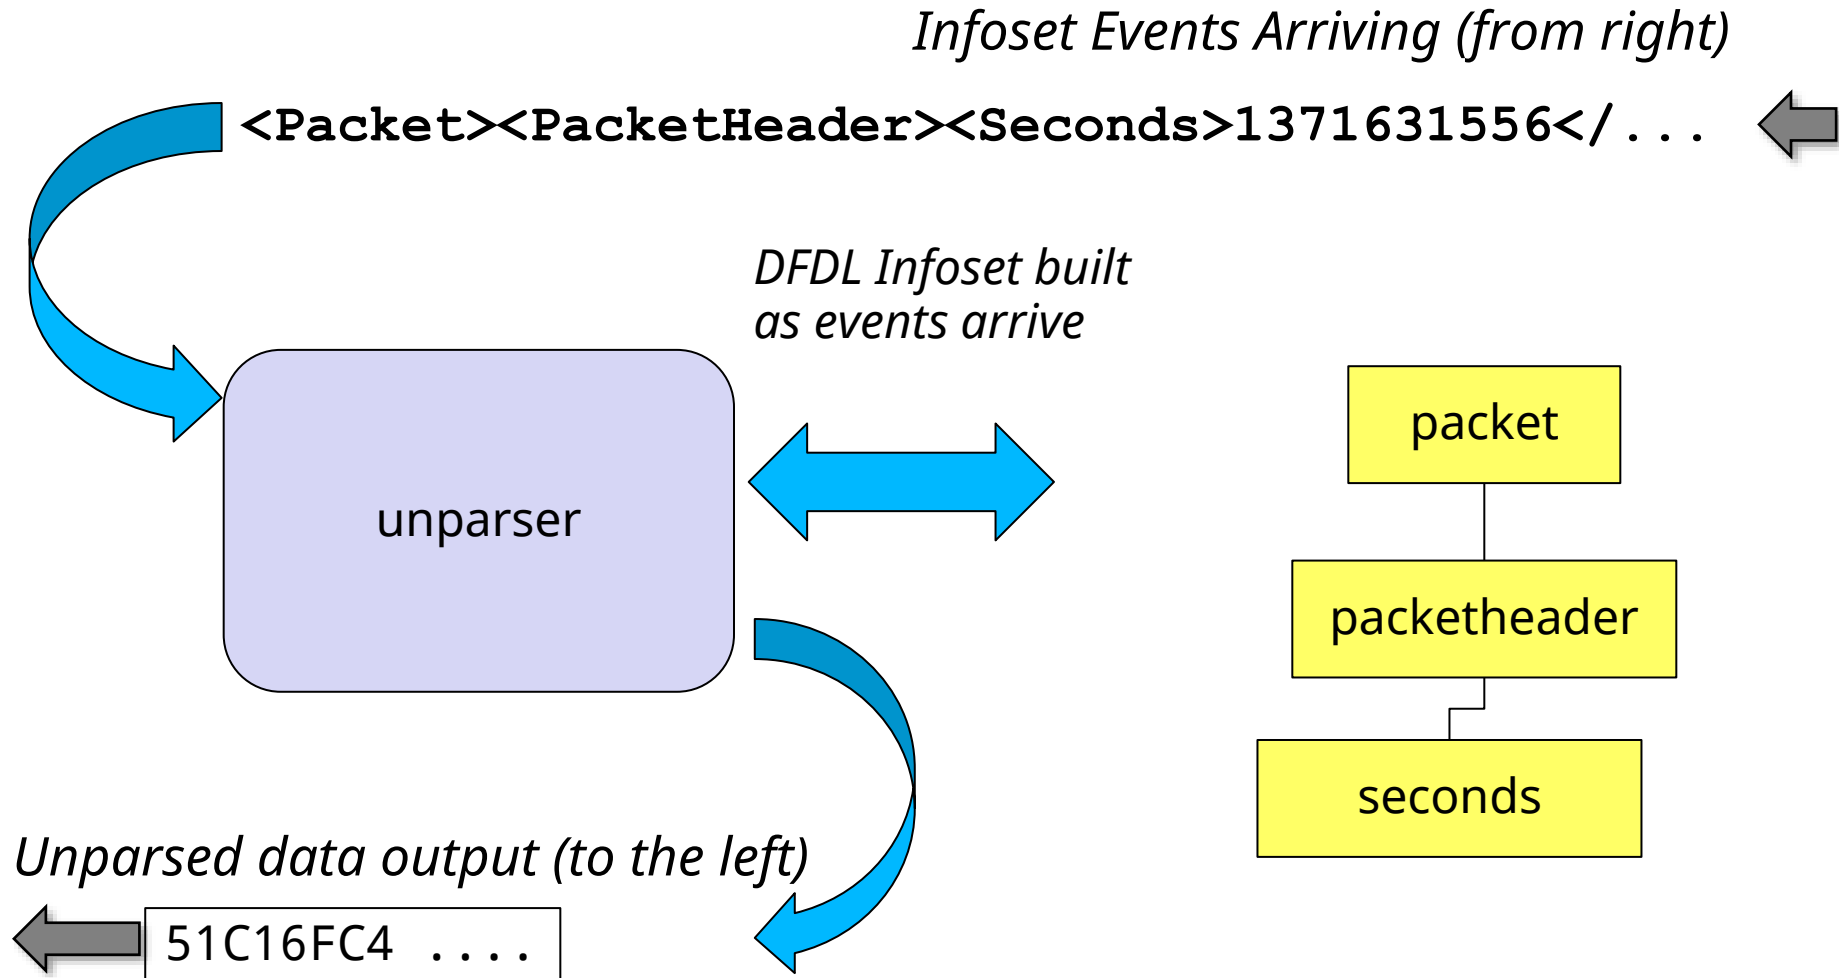 Infoset Events Arriving (from right)
<Packet><PacketHeader><Seconds>1371631556</...
DFDL Infoset built
as events arrive
packet
unparser
packetheader
seconds
Unparsed data output (to the left)
51C16FC4 ....